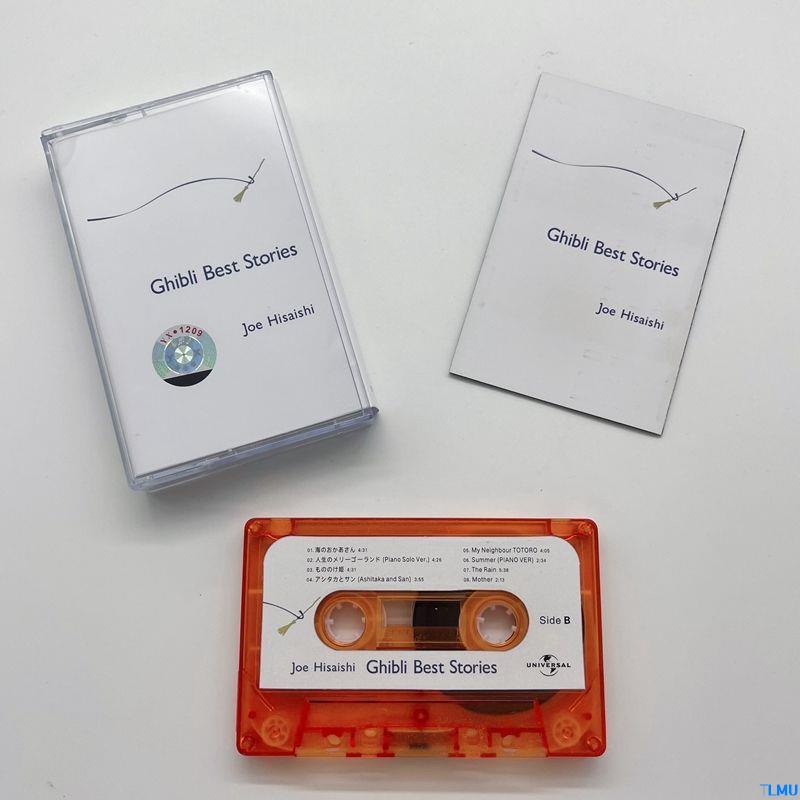 Ghibli Best Stories
Joe Hisaishi
YX•1209
Ghibli Best Stories
Joe Hisaishi
01. 海のおかあさん 4:31
02. 人生のメリーゴーランド (Piano Solo Ver.) 4:26
03. もののけ姫 4:31
04. アシタカとサン (Ashitaka and San) 3:55
05. My Neighbour TOTORO 4:05
06. Summer (PIANO VER) 2:34
07. The Rain 5:38
08. Mother 2:13
Side B
Joe Hisaishi Ghibli Best Stories
UNIVERSAL
TLMU